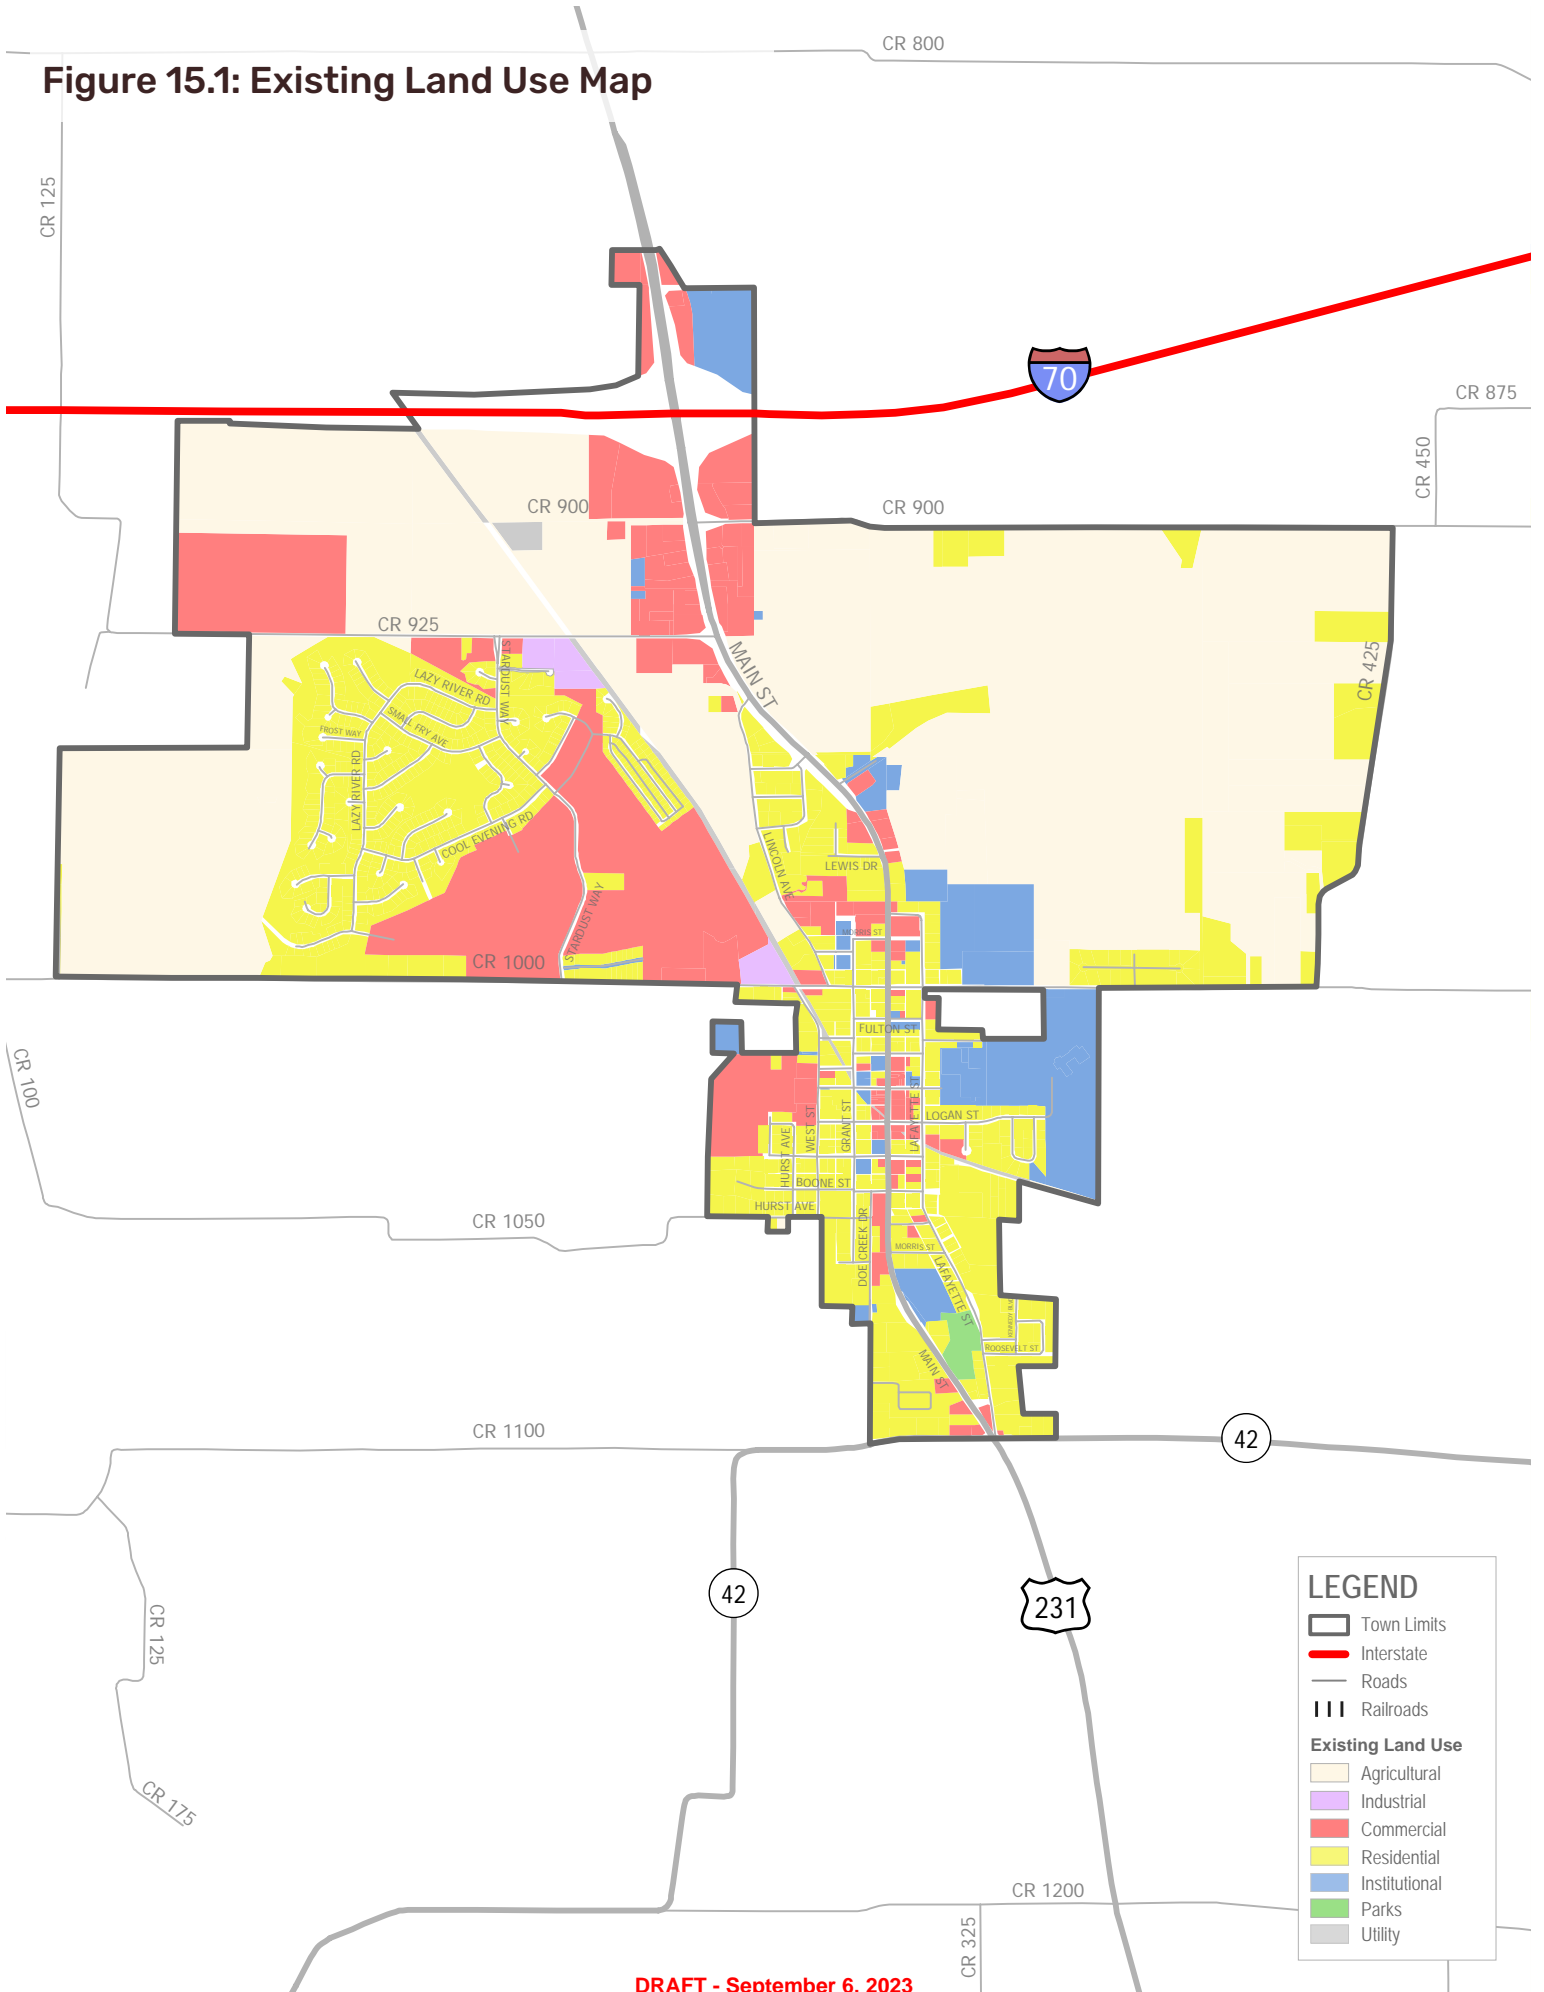 CR 800
Figure 15.1: Existing Land Use Map
CR 125
70
CR 875
CR 450
CR 900
CR 900
CR 925
STARDUST WAY
MAIN ST
CR 425
LAZY RIVER RD
SMALL FRY AVE
FROST WAY
LAZY RIVER RD
COOL EVENING RD
LINCOLN AVE
LEWIS DR
STARDUST WAY
MORRIS ST
CR 1000
FULTON ST
CR 100
LAFAYETTE ST
LOGAN ST
WEST ST
GRANT ST
HURST AVE
BOONE ST
HURST AVE
CR 1050
DOE CREEK DR
MORRIS ST
LAFAYETTE ST
KENNEDY BLVD
ROOSEVELT ST
MAIN ST
CR 1100
42
42
231
CR 125
CR 175
CR 1200
CR 325
LEGEND
Town Limits
Interstate
Roads
Railroads
Existing Land Use
Agricultural
Industrial
Commercial
Residential
Institutional
Parks
Utility
DRAFT - September 6, 2023